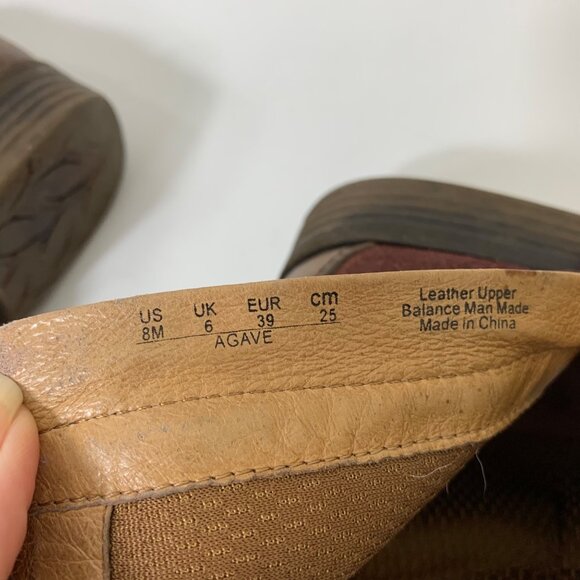 US UK EUR cm
8M 6 39 25
AGAVE
Leather Upper
Balance Man Made
Made in China